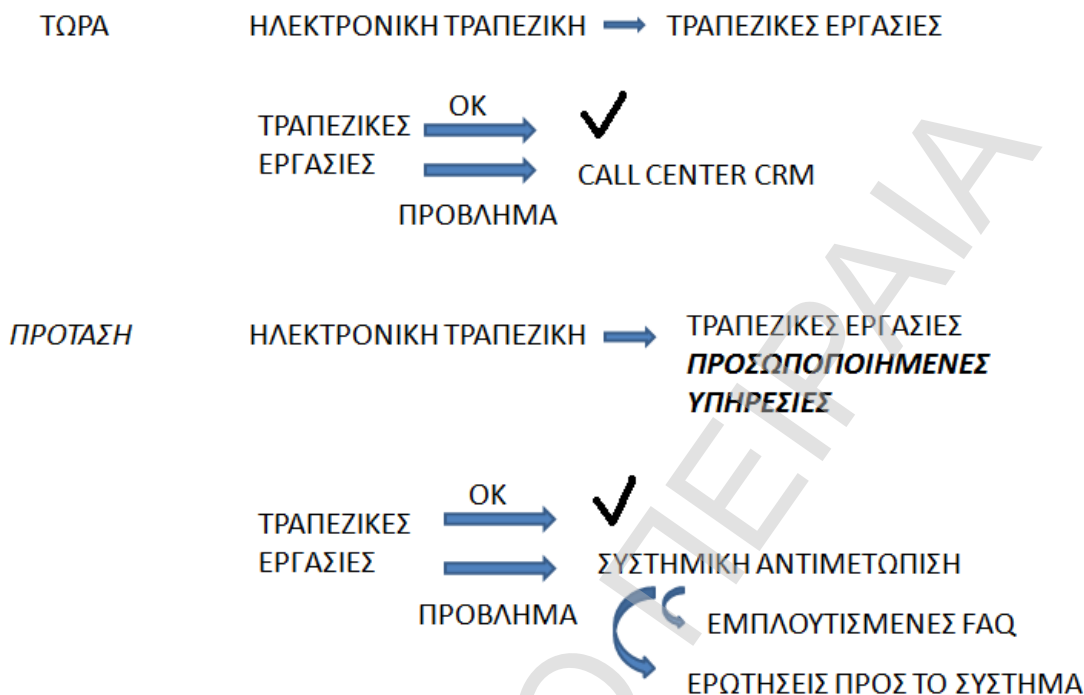 ΤΩΡΑ ΗΛΕΚΤΡΟΝΙΚΗ ΤΡΑΠΕΖΙΚΗ ΤΡΑΠΕΖΙΚΕΣ ΕΡΓΑΣΙΕΣ
ΟΚ
ΤΡΑΠΕΖΙΚΕΣ
ΕΡΓΑΣΙΕΣ
CALL CENTER CRM
ΠΡΟΒΛΗΜΑ
ΠΡΟΤΑΣΗ ΗΛΕΚΤΡΟΝΙΚΗ ΤΡΑΠΕΖΙΚΗ ΤΡΑΠΕΖΙΚΕΣ ΕΡΓΑΣΙΕΣ
ΠΡΟΣΩΠΟΠΟΙΗΜΕΝΕΣ
ΥΠΗΡΕΣΙΕΣ
ΟΚ
ΤΡΑΠΕΖΙΚΕΣ
ΕΡΓΑΣΙΕΣ
ΣΥΣΤΗΜΙΚΗ ΑΝΤΙΜΕΤΩΠΙΣΗ
ΠΡΟΒΛΗΜΑ
ΕΜΠΛΟΥΤΙΣΜΕΝΕΣ FAQ
ΕΡΩΤΗΣΕΙΣ ΠΡΟΣ ΤΟ ΣΥΣΤΗΜΑ
Ο ΠΕΙΡΑΙΑ